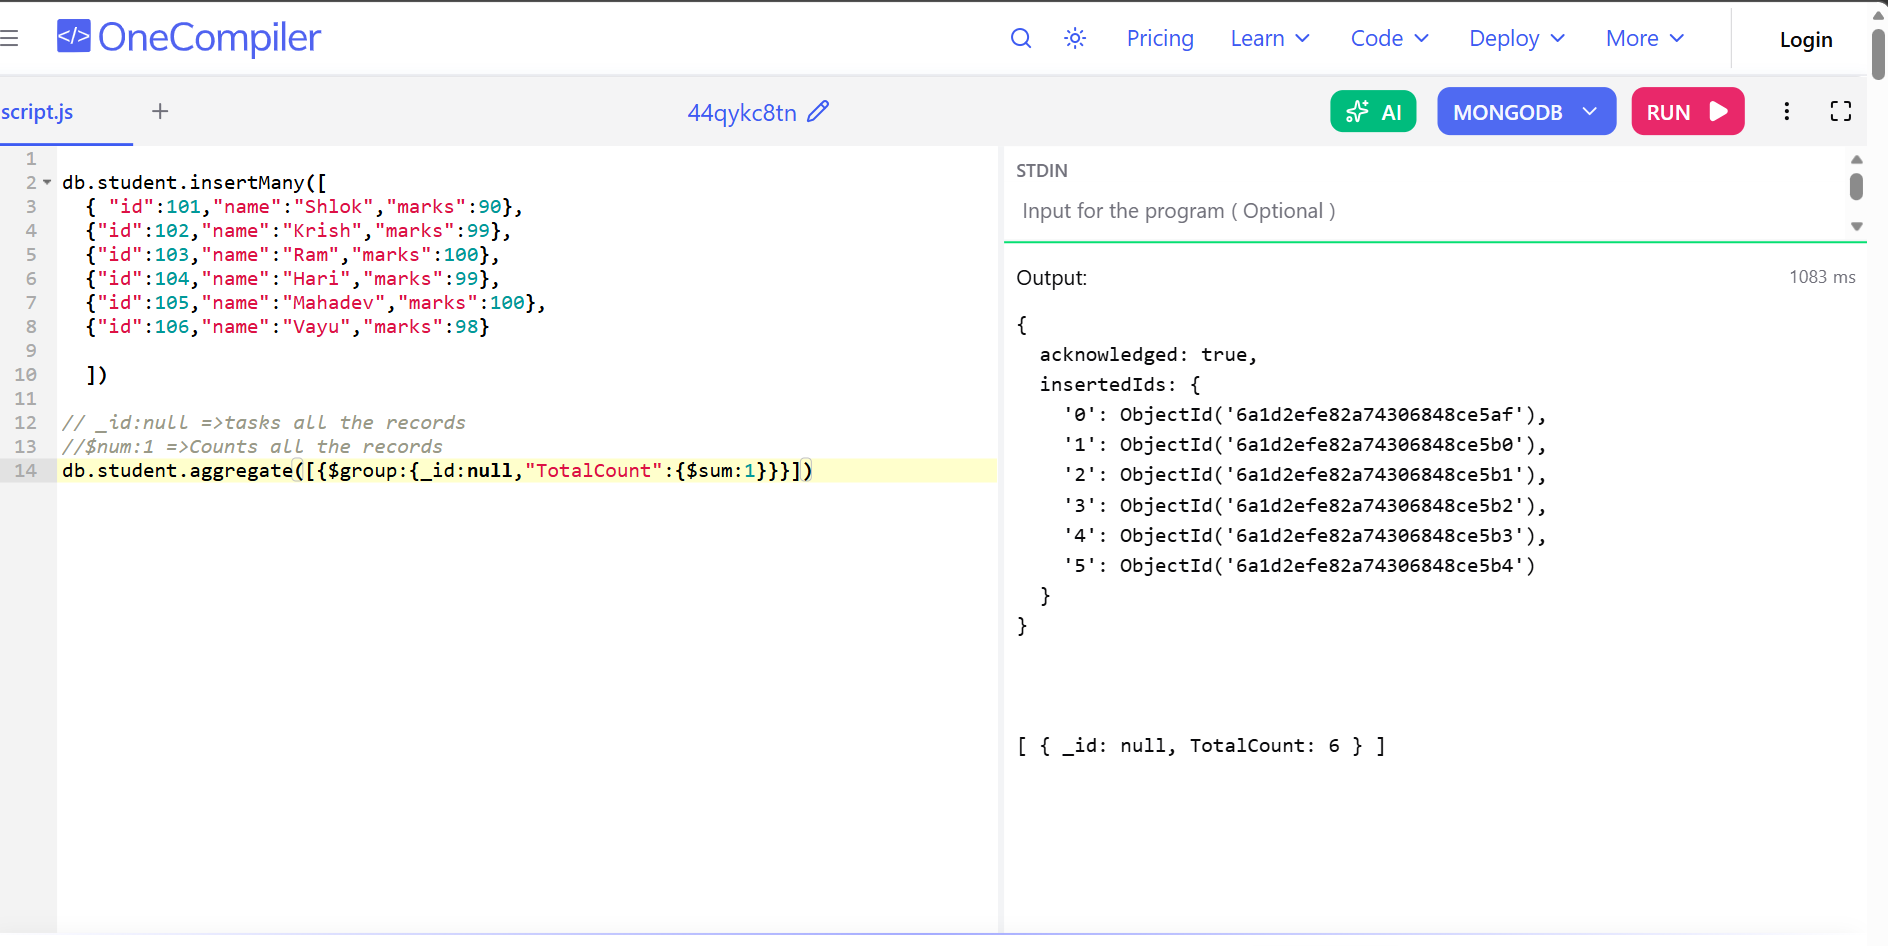 </> OneCompiler
Pricing Learn Code Deploy More Login
script.js + 44qykc8tn AI MONGODB RUN
1
2 db.student.insertMany([
3 { "id":101,"name":"Shlok","marks":90},
4 {"id":102,"name":"Krish","marks":99},
5 {"id":103,"name":"Ram","marks":100},
6 {"id":104,"name":"Hari","marks":99},
7 {"id":105,"name":"Mahadev","marks":100},
8 {"id":106,"name":"Vayu","marks":98}
9
10 ])
11
12 // _id:null =>tasks all the records
13 //$num:1 =>Counts all the records
14 db.student.aggregate([{$group:{_id:null,"TotalCount":{$sum:1}}}])
STDIN
Input for the program ( Optional )
Output: 1083 ms
{
acknowledged: true,
insertedIds: {
'0': ObjectId('6a1d2efe82a74306848ce5af'),
'1': ObjectId('6a1d2efe82a74306848ce5b0'),
'2': ObjectId('6a1d2efe82a74306848ce5b1'),
'3': ObjectId('6a1d2efe82a74306848ce5b2'),
'4': ObjectId('6a1d2efe82a74306848ce5b3'),
'5': ObjectId('6a1d2efe82a74306848ce5b4')
}
}
[ { _id: null, TotalCount: 6 } ]